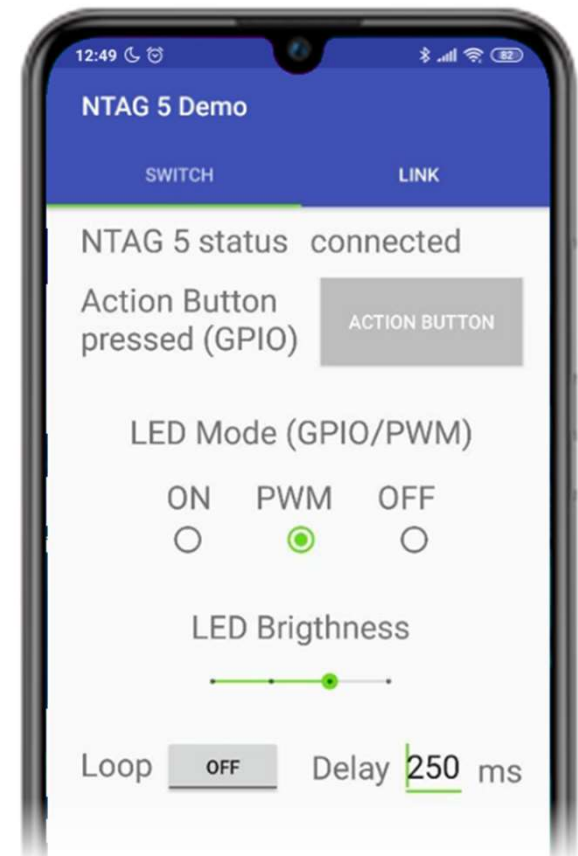 12:49 82
NTAG 5 Demo
SWITCH LINK
NTAG 5 status connected
Action Button
pressed (GPIO) ACTION BUTTON
LED Mode (GPIO/PWM)
ON PWM OFF
LED Brigthness
Loop OFF Delay 250 ms